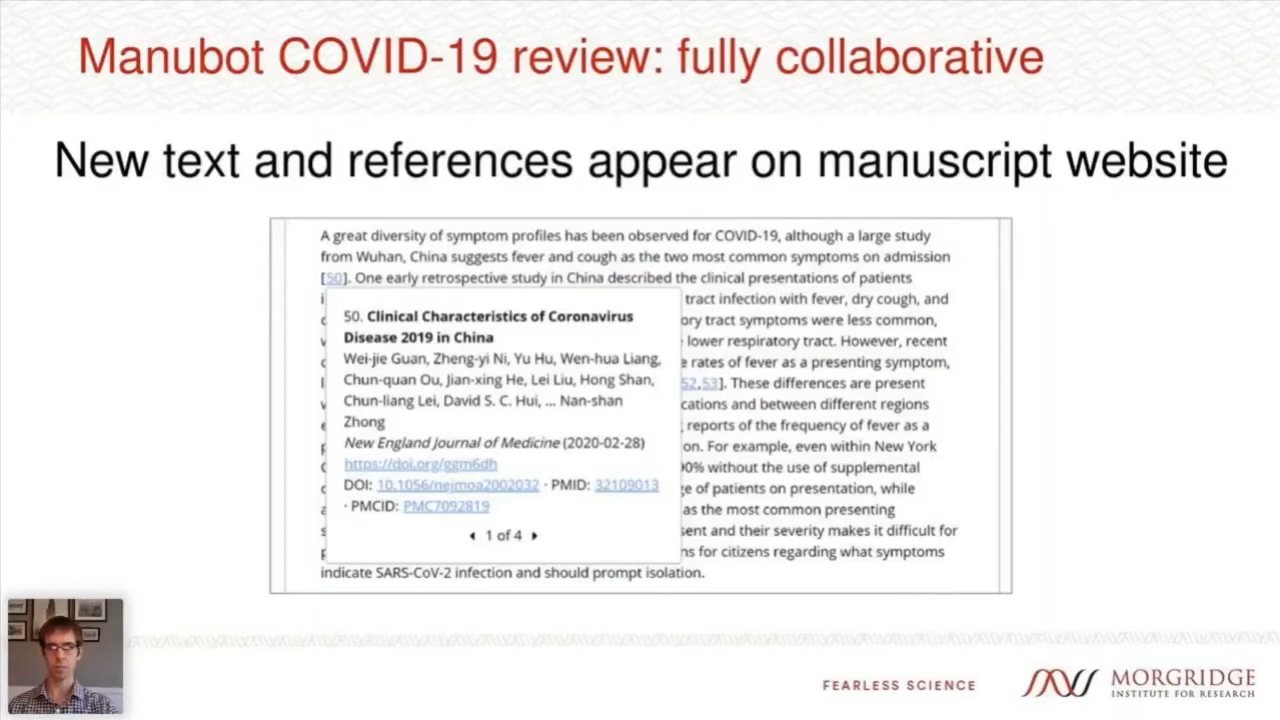 Manubot COVID-19 review: fully collaborative
New text and references appear on manuscript website
A great diversity of symptom profiles has been observed for COVID-19, although a large study
from Wuhan, China suggests fever and cough as the two most common symptoms on admission
[50]. One early retrospective study in China described the clinical presentations of patients
tract infection with fever, dry cough, and
50. Clinical Characteristics of Coronavirus
ory tract symptoms were less common,
Disease 2019 in China
lower respiratory tract. However, recent
Wei-jie Guan, Zheng-yi Ni, Yu Hu, Wen-hua Liang,
e rates of fever as a presenting symptom,
Chun-quan Ou, Jian-xing He, Lei Liu, Hong Shan,
52,53]. These differences are present
Chun-liang Lei, David S. C. Hui, ... Nan-shan
cations and between different regions
Zhong
reports of the frequency of fever as a
New England Journal of Medicine (2020-02-28)
on. For example, even within New York
https://doi.org/ggm6dh
0% without the use of supplemental
DOI: 10.1056/nejmoa2002032 · PMID: 32109013
ge of patients on presentation, while
· PMCID: PMC7092819
as the most common presenting
1 of 4
sent and their severity makes it difficult for
ns for citizens regarding what symptoms
indicate SARS-CoV-2 infection and should prompt isolation.
FEARLESS SCIENCE
MORGRIDGE
INSTITUTE FOR RESEARCH